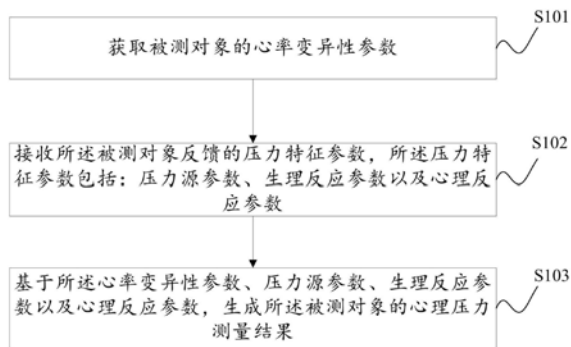 S101
获取被测对象的心率变异性参数
S102
接收所述被测对象反馈的压力特征参数，所述压力特
征参数包括：压力源参数、生理反应参数以及心理反
应参数
S103
基于所述心率变异性参数、压力源参数、生理反应参
数以及心理反应参数，生成所述被测对象的心理压力
测量结果